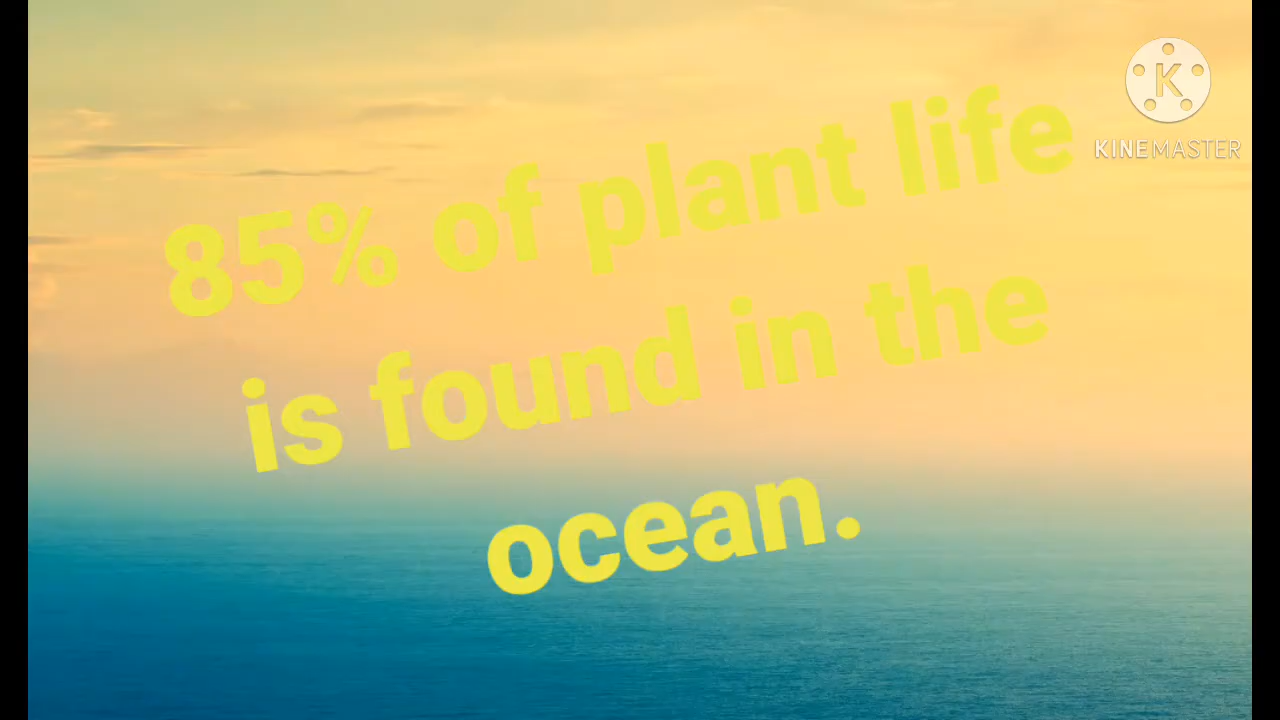 85% of plant life
is found in the
ocean.
K
KINEMASTER